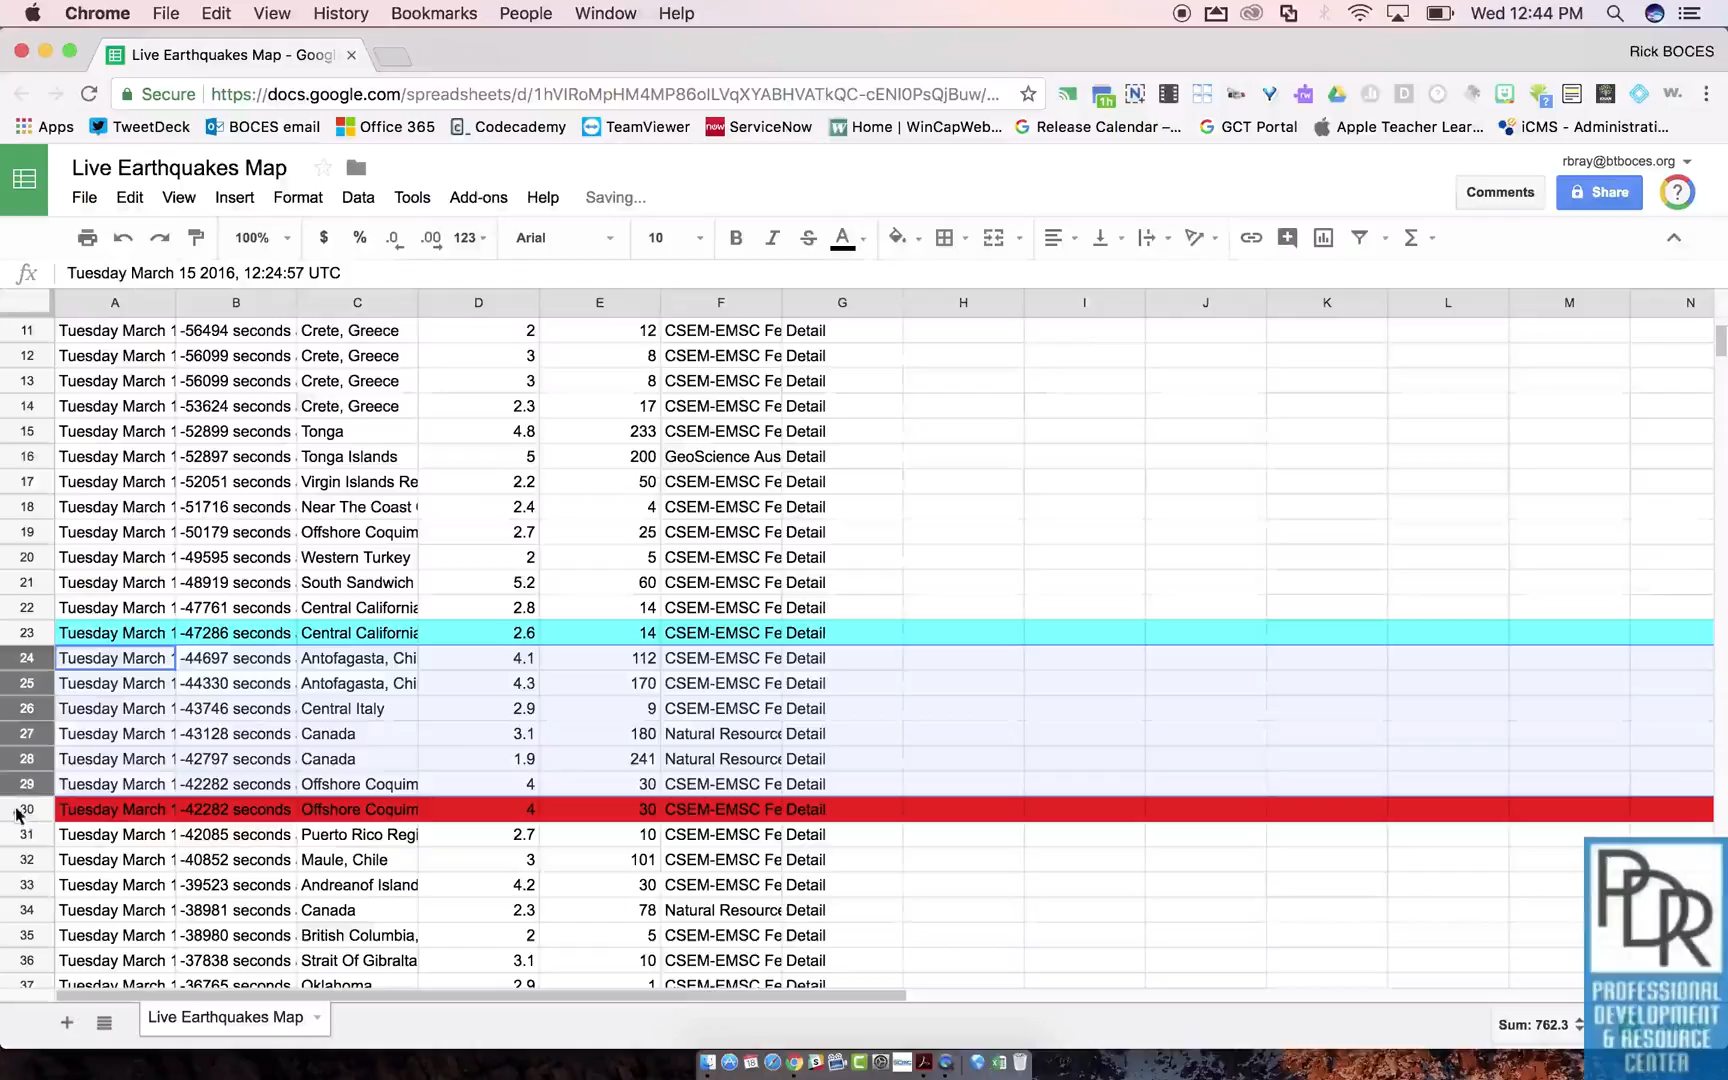 Chrome File Edit View History Bookmarks People Window Help Wed 12:44 PM
Live Earthquakes Map - Goog Rick BOCES
Secure https://docs.google.com/spreadsheets/d/1hVIRoMpHM4MP86oILVqXYABHVATkQC-cENI0PsQjBuw/... 1h
Apps TweetDeck BOCES email Office 365 Codecademy TeamViewer now ServiceNow Home | WinCapWeb... Release Calendar –... GCT Portal Apple Teacher Lear... iCMS - Administrati...
Live Earthquakes Map rbray@btboces.org
File Edit View Insert Format Data Tools Add-ons Help Saving... Comments Share
100% $ % .0 .00 123 Arial 10 B I S A Σ
fx Tuesday March 15 2016, 12:24:57 UTC
A B C D E F G H I J K L M N
11 Tuesday March 1 -56494 seconds Crete, Greece 2 12 CSEM-EMSC Fe Detail
12 Tuesday March 1 -56099 seconds Crete, Greece 3 8 CSEM-EMSC Fe Detail
13 Tuesday March 1 -56099 seconds Crete, Greece 3 8 CSEM-EMSC Fe Detail
14 Tuesday March 1 -53624 seconds Crete, Greece 2.3 17 CSEM-EMSC Fe Detail
15 Tuesday March 1 -52899 seconds Tonga 4.8 233 CSEM-EMSC Fe Detail
16 Tuesday March 1 -52897 seconds Tonga Islands 5 200 GeoScience Aus Detail
17 Tuesday March 1 -52051 seconds Virgin Islands Re 2.2 50 CSEM-EMSC Fe Detail
18 Tuesday March 1 -51716 seconds Near The Coast 2.4 4 CSEM-EMSC Fe Detail
19 Tuesday March 1 -50179 seconds Offshore Coquim 2.7 25 CSEM-EMSC Fe Detail
20 Tuesday March 1 -49595 seconds Western Turkey 2 5 CSEM-EMSC Fe Detail
21 Tuesday March 1 -48919 seconds South Sandwich 5.2 60 CSEM-EMSC Fe Detail
22 Tuesday March 1 -47761 seconds Central California 2.8 14 CSEM-EMSC Fe Detail
23 Tuesday March 1 -47286 seconds Central California 2.6 14 CSEM-EMSC Fe Detail
24 Tuesday March 1 -44697 seconds Antofagasta, Chi 4.1 112 CSEM-EMSC Fe Detail
25 Tuesday March 1 -44330 seconds Antofagasta, Chi 4.3 170 CSEM-EMSC Fe Detail
26 Tuesday March 1 -43746 seconds Central Italy 2.9 9 CSEM-EMSC Fe Detail
27 Tuesday March 1 -43128 seconds Canada 3.1 180 Natural Resource Detail
28 Tuesday March 1 -42797 seconds Canada 1.9 241 Natural Resource Detail
29 Tuesday March 1 -42282 seconds Offshore Coquim 4 30 CSEM-EMSC Fe Detail
30 Tuesday March 1 -42282 seconds Offshore Coquim 4 30 CSEM-EMSC Fe Detail
31 Tuesday March 1 -42085 seconds Puerto Rico Regi 2.7 10 CSEM-EMSC Fe Detail
32 Tuesday March 1 -40852 seconds Maule, Chile 3 101 CSEM-EMSC Fe Detail
33 Tuesday March 1 -39523 seconds Andreanof Island 4.2 30 CSEM-EMSC Fe Detail
34 Tuesday March 1 -38981 seconds Canada 2.3 78 Natural Resource Detail
35 Tuesday March 1 -38980 seconds British Columbia, 2 5 CSEM-EMSC Fe Detail
36 Tuesday March 1 -37838 seconds Strait Of Gibralta 3.1 10 CSEM-EMSC Fe Detail
37 Tuesday March 1 -36765 seconds Oklahoma 2.9 1 CSEM-EMSC Fe Detail
Live Earthquakes Map Sum: 762.3
PDR
PROFESSIONAL
DEVELOPMENT
& RESOURCE
CENTER